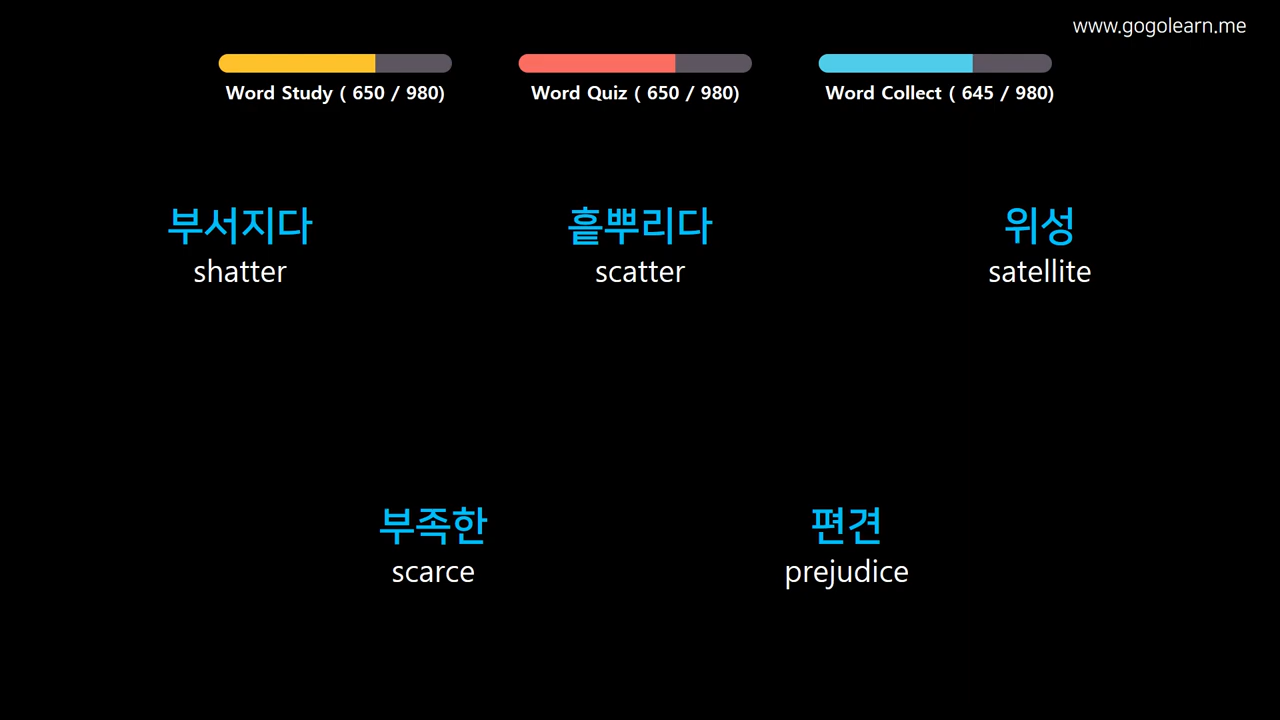 www.gogolearn.me
Word Study ( 650 / 980)
Word Quiz ( 650 / 980)
Word Collect ( 645 / 980)
부서지다
shatter
흩뿌리다
scatter
위성
satellite
부족한
scarce
편견
prejudice